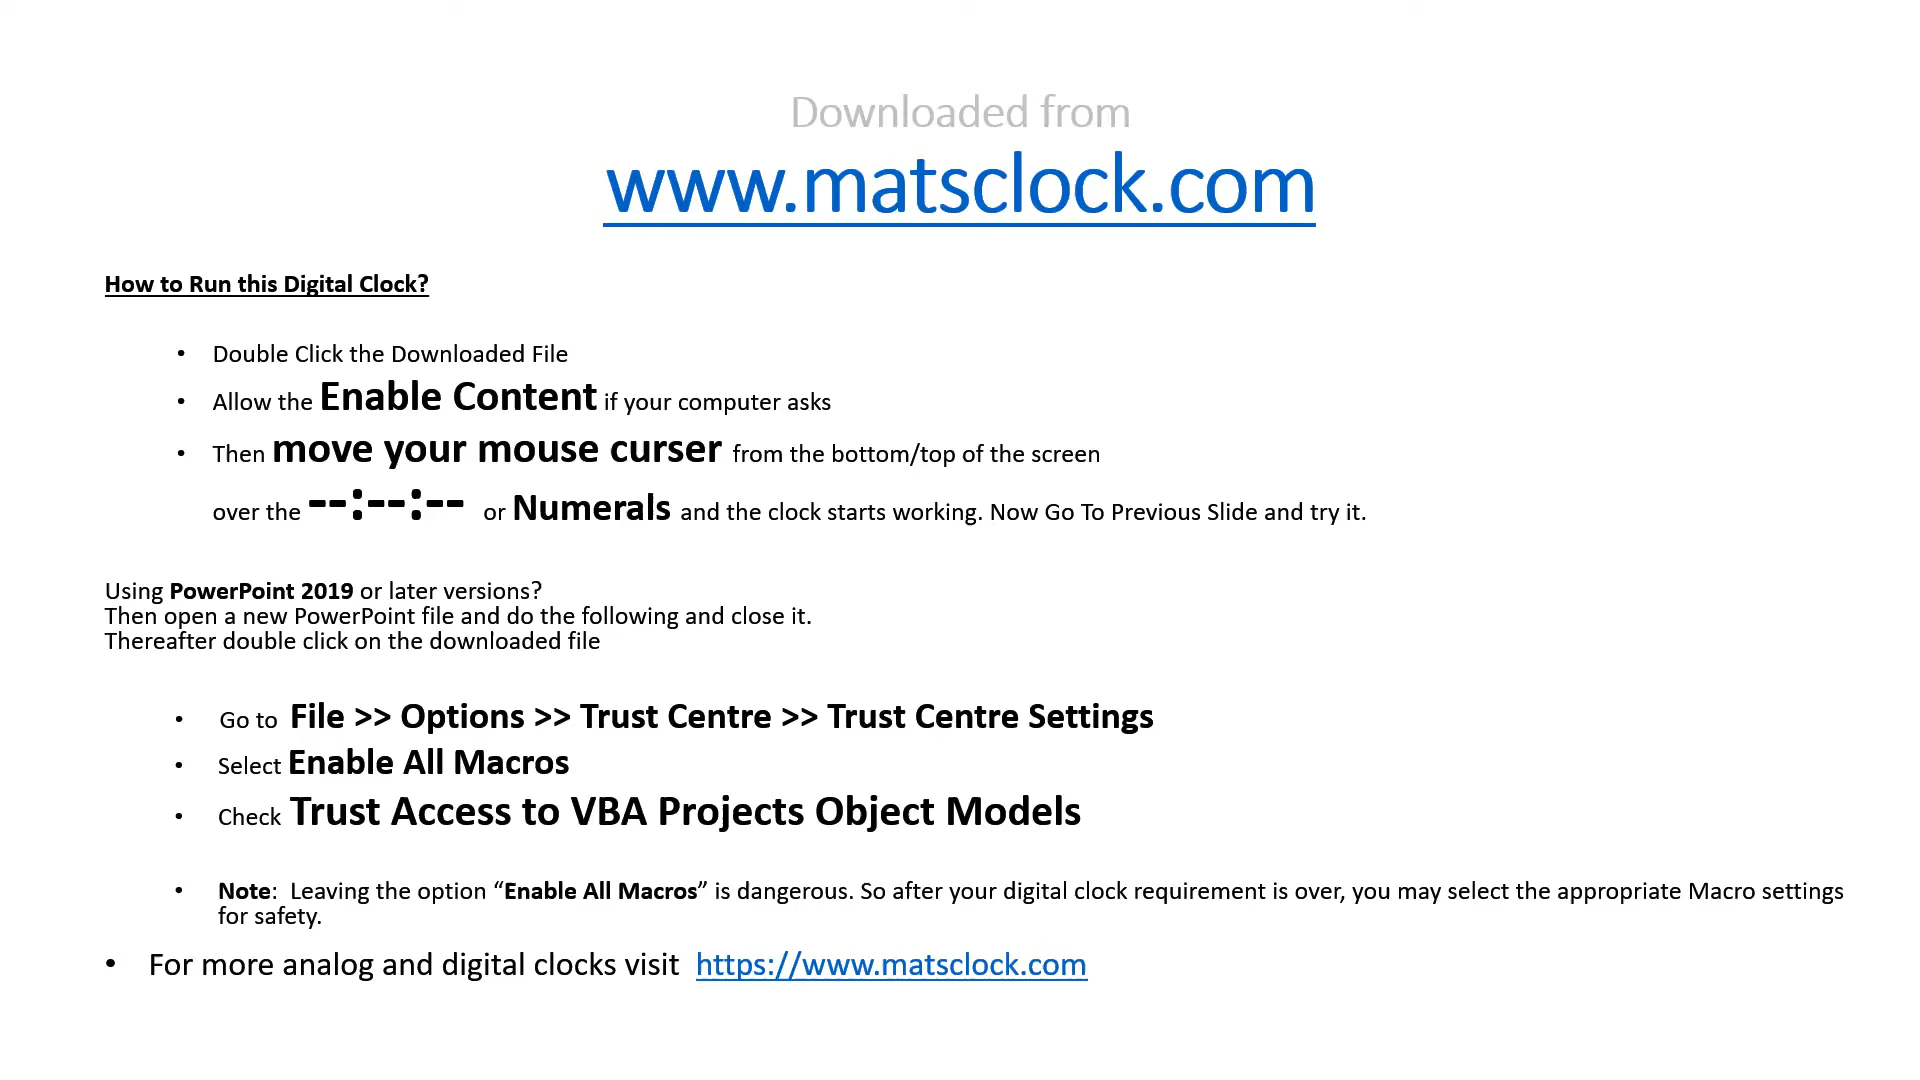 Downloaded from
www.matsclock.com
How to Run this Digital Clock?
• Double Click the Downloaded File
• Allow the Enable Content if your computer asks
• Then move your mouse curser from the bottom/top of the screen
over the --:--:-- or Numerals and the clock starts working. Now Go To Previous Slide and try it.
Using PowerPoint 2019 or later versions?
Then open a new PowerPoint file and do the following and close it.
Thereafter double click on the downloaded file
• Go to File >> Options >> Trust Centre >> Trust Centre Settings
• Select Enable All Macros
• Check Trust Access to VBA Projects Object Models
• Note: Leaving the option “Enable All Macros” is dangerous. So after your digital clock requirement is over, you may select the appropriate Macro settings
for safety.
• For more analog and digital clocks visit https://www.matsclock.com